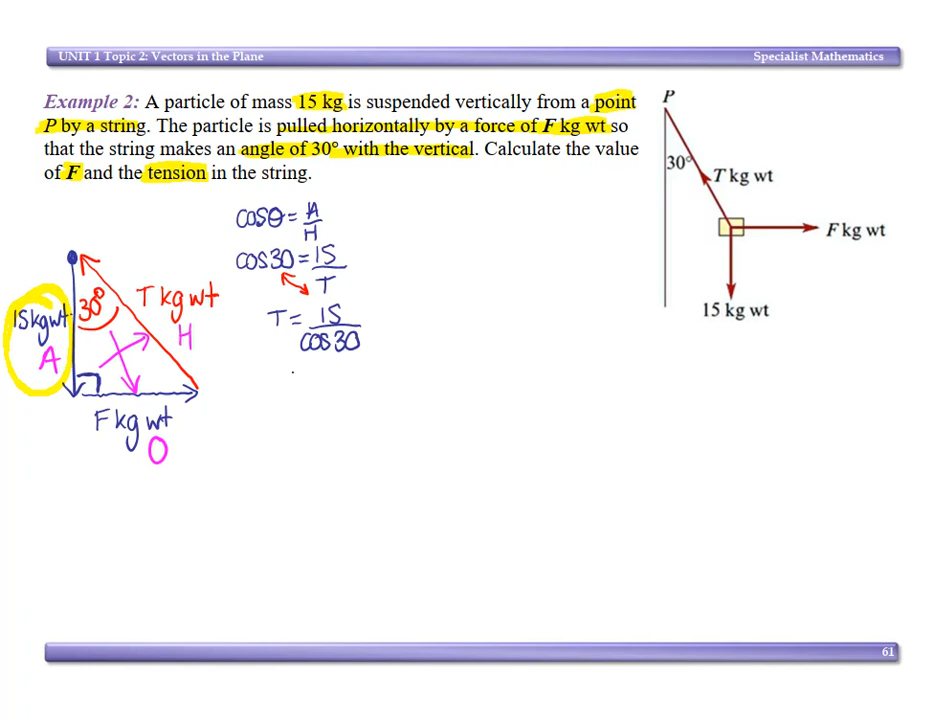 UNIT 1 Topic 2: Vectors in the Plane Specialist Mathematics
Example 2: A particle of mass 15 kg is suspended vertically from a point
P by a string. The particle is pulled horizontally by a force of F kg wt so
that the string makes an angle of 30° with the vertical. Calculate the value
of F and the tension in the string.
P
30°
T kg wt
F kg wt
15 kg wt
cosθ = A/H
cos30 = 15/T
T = 15/cos30
30°
T kg wt
H
15 kg wt
A
F kg wt
O
61